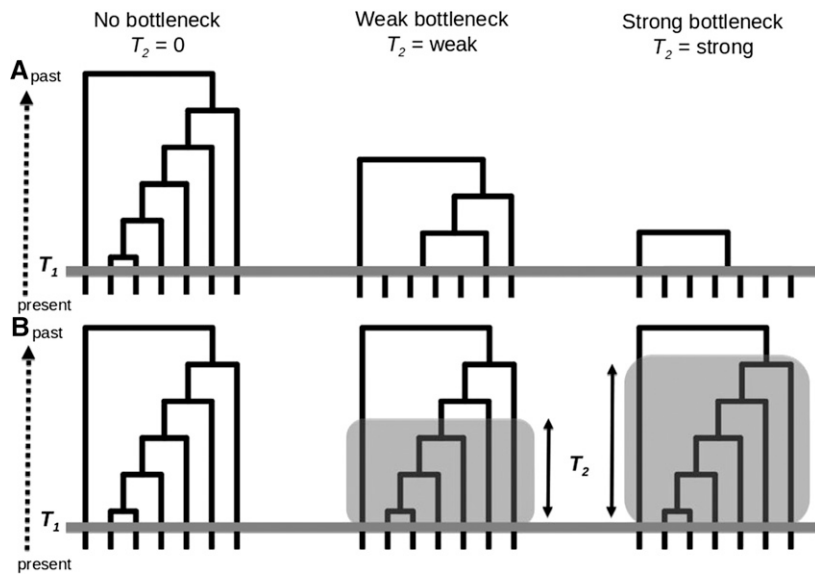 No bottleneck
T₂ = 0
Weak bottleneck
T₂ = weak
Strong bottleneck
T₂ = strong
A past
T₁
present
B past
T₂
T₁
present